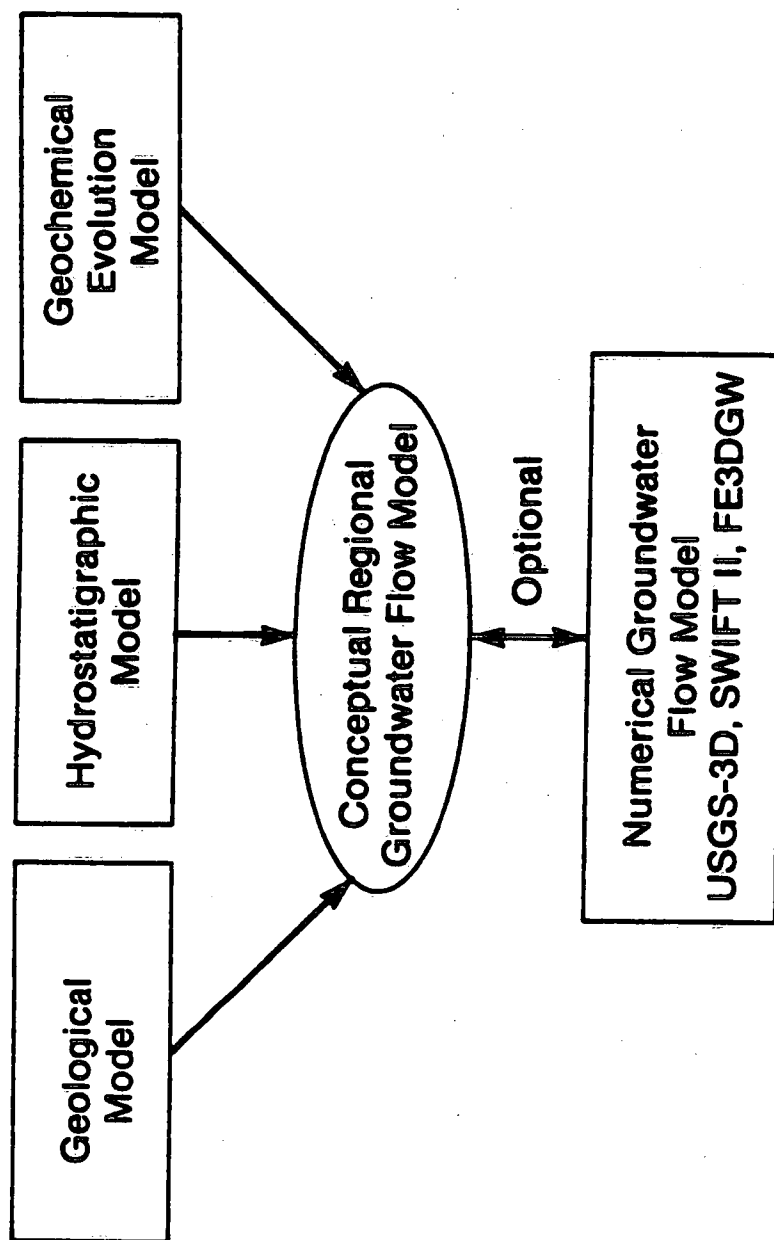 Geological
Model
Hydrostatigraphic
Model
Geochemical
Evolution
Model
Conceptual Regional
Groundwater Flow Model
Optional
Numerical Groundwater
Flow Model
USGS-3D, SWIFT II, FE3DGW